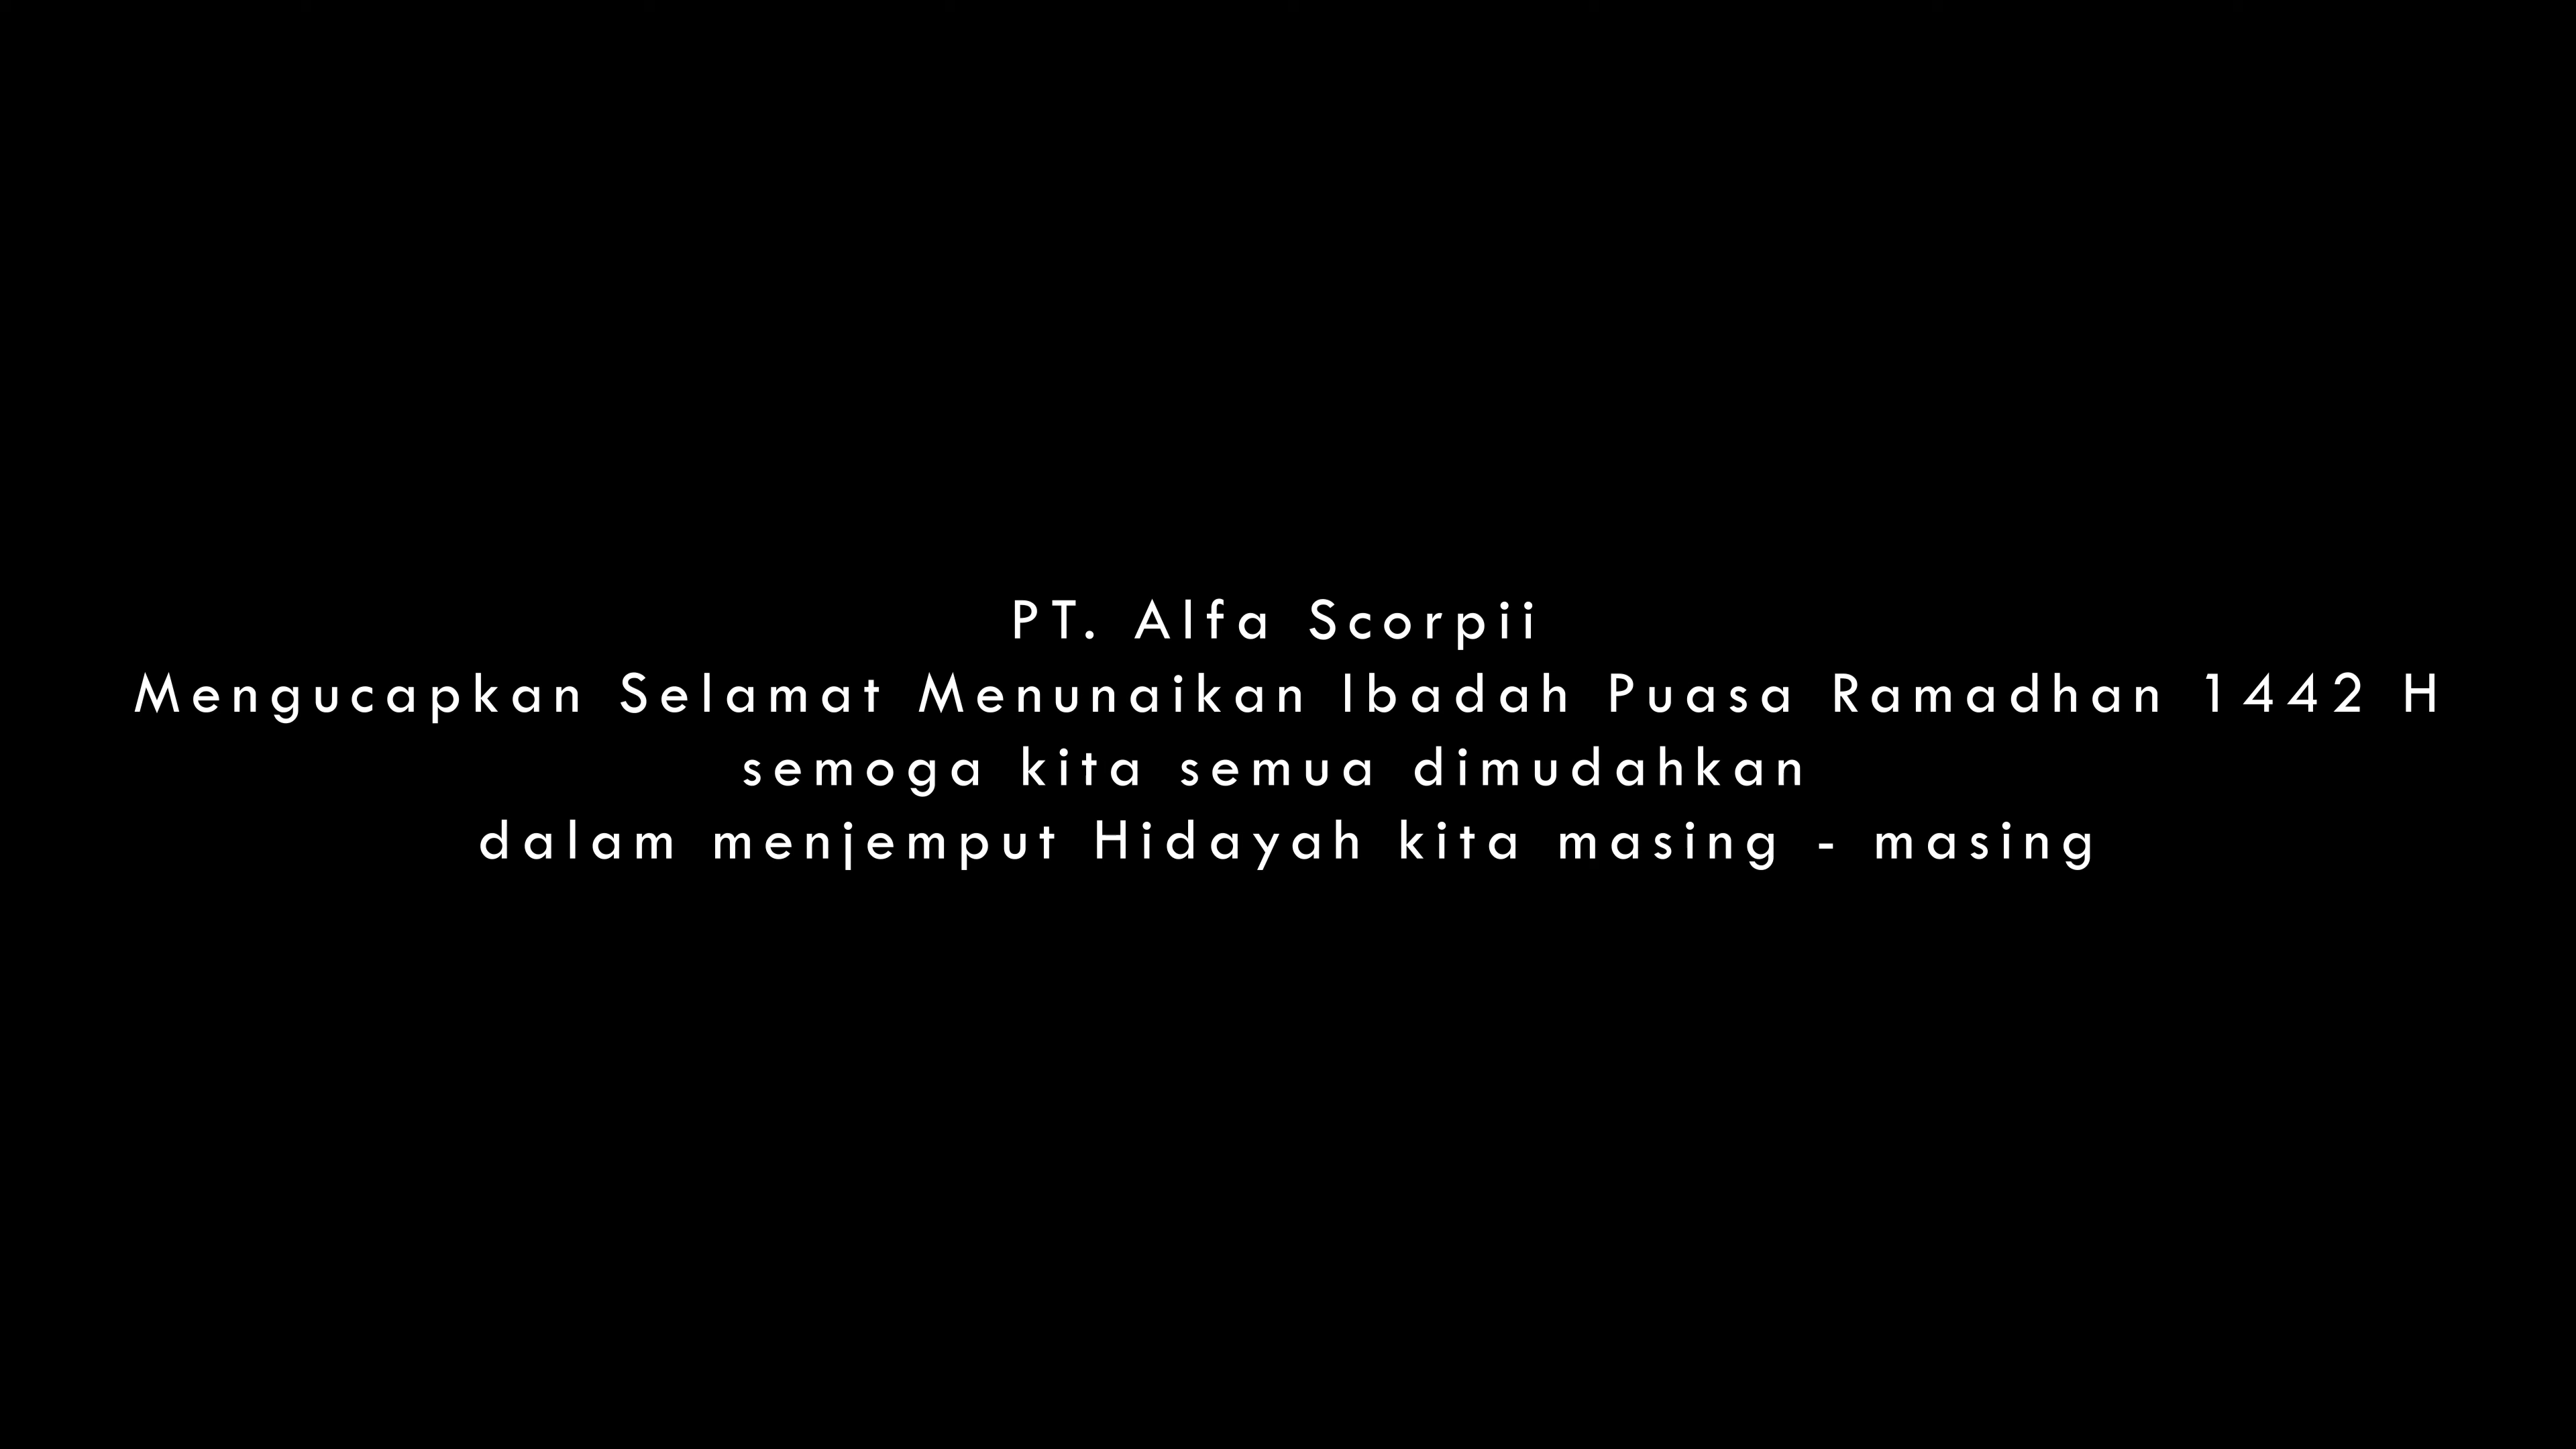 PT. Alfa Scorpii
Mengucapkan Selamat Menunaikan Ibadah Puasa Ramadhan 1442 H
semoga kita semua dimudahkan
dalam menjemput Hidayah kita masing - masing